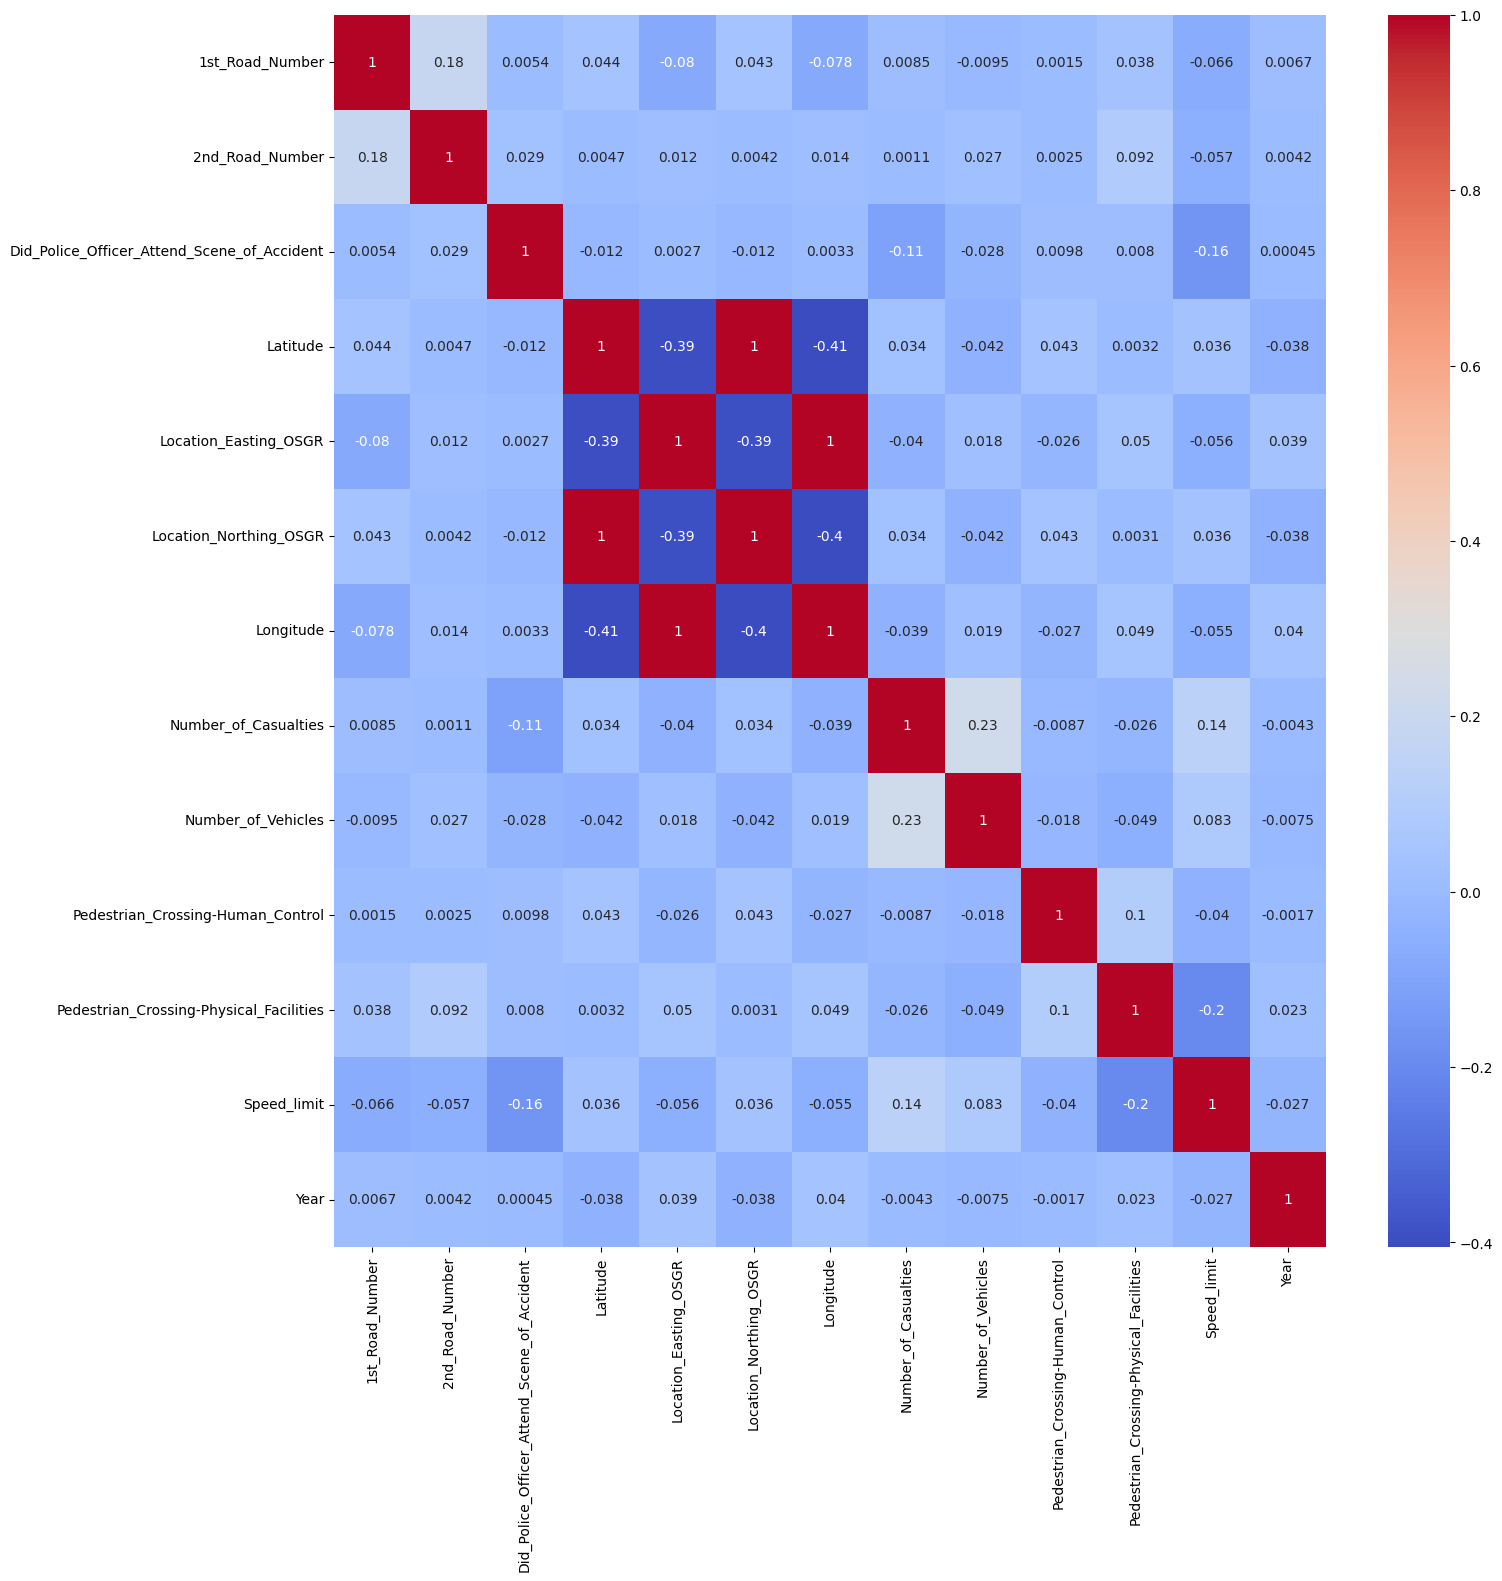 1st_Road_Number 1 0.18 0.0054 0.044 -0.08 0.043 -0.078 0.0085 -0.0095 0.0015 0.038 -0.066 0.0067
2nd_Road_Number 0.18 1 0.029 0.0047 0.012 0.0042 0.014 0.0011 0.027 0.0025 0.092 -0.057 0.0042
Did_Police_Officer_Attend_Scene_of_Accident 0.0054 0.029 1 -0.012 0.0027 -0.012 0.0033 -0.11 -0.028 0.0098 0.008 -0.16 0.00045
Latitude 0.044 0.0047 -0.012 1 -0.39 1 -0.41 0.034 -0.042 0.043 0.0032 0.036 -0.038
Location_Easting_OSGR -0.08 0.012 0.0027 -0.39 1 -0.39 1 -0.04 0.018 -0.026 0.05 -0.056 0.039
Location_Northing_OSGR 0.043 0.0042 -0.012 1 -0.39 1 -0.4 0.034 -0.042 0.043 0.0031 0.036 -0.038
Longitude -0.078 0.014 0.0033 -0.41 1 -0.4 1 -0.039 0.019 -0.027 0.049 -0.055 0.04
Number_of_Casualties 0.0085 0.0011 -0.11 0.034 -0.04 0.034 -0.039 1 0.23 -0.0087 -0.026 0.14 -0.0043
Number_of_Vehicles -0.0095 0.027 -0.028 -0.042 0.018 -0.042 0.019 0.23 1 -0.018 -0.049 0.083 -0.0075
Pedestrian_Crossing-Human_Control 0.0015 0.0025 0.0098 0.043 -0.026 0.043 -0.027 -0.0087 -0.018 1 0.1 -0.04 -0.0017
Pedestrian_Crossing-Physical_Facilities 0.038 0.092 0.008 0.0032 0.05 0.0031 0.049 -0.026 -0.049 0.1 1 -0.2 0.023
Speed_limit -0.066 -0.057 -0.16 0.036 -0.056 0.036 -0.055 0.14 0.083 -0.04 -0.2 1 -0.027
Year 0.0067 0.0042 0.00045 -0.038 0.039 -0.038 0.04 -0.0043 -0.0075 -0.0017 0.023 -0.027 1
1st_Road_Number
2nd_Road_Number
Did_Police_Officer_Attend_Scene_of_Accident
Latitude
Location_Easting_OSGR
Location_Northing_OSGR
Longitude
Number_of_Casualties
Number_of_Vehicles
Pedestrian_Crossing-Human_Control
Pedestrian_Crossing-Physical_Facilities
Speed_limit
Year
1.0
0.8
0.6
0.4
0.2
0.0
−0.2
−0.4